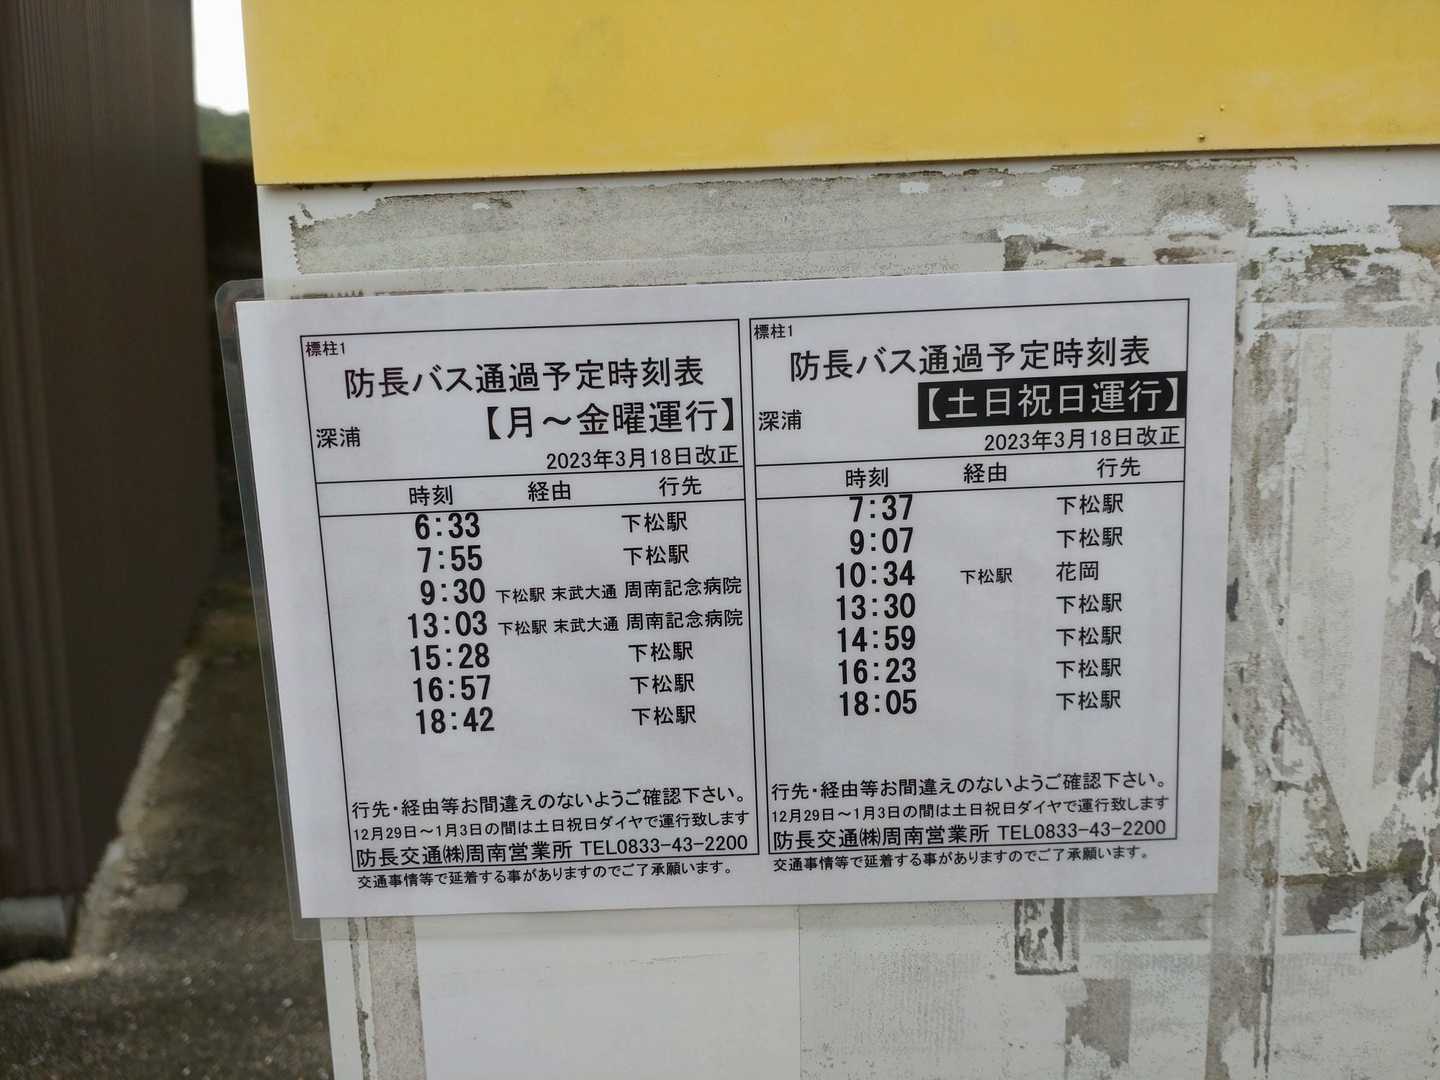 標柱1
防長バス通過予定時刻表
【月～金曜運行】
深浦
2023年3月18日改正
時刻 経由 行先
6:33 下松駅
7:55 下松駅
9:30 下松駅 末武大通 周南記念病院
13:03 下松駅 末武大通 周南記念病院
15:28 下松駅
16:57 下松駅
18:42 下松駅
行先・経由等お間違えのないようご確認下さい。
12月29日～1月3日の間は土日祝日ダイヤで運行致します
防長交通㈱周南営業所 TEL0833-43-2200
交通事情等で延着する事がありますのでご了承願います。
標柱1
防長バス通過予定時刻表
【土日祝日運行】
深浦
2023年3月18日改正
時刻 経由 行先
7:37 下松駅
9:07 下松駅
10:34 下松駅 花岡
13:30 下松駅
14:59 下松駅
16:23 下松駅
18:05 下松駅
行先・経由等お間違えのないようご確認下さい。
12月29日～1月3日の間は土日祝日ダイヤで運行致します
防長交通㈱周南営業所 TEL0833-43-2200
交通事情等で延着する事がありますのでご了承願います。